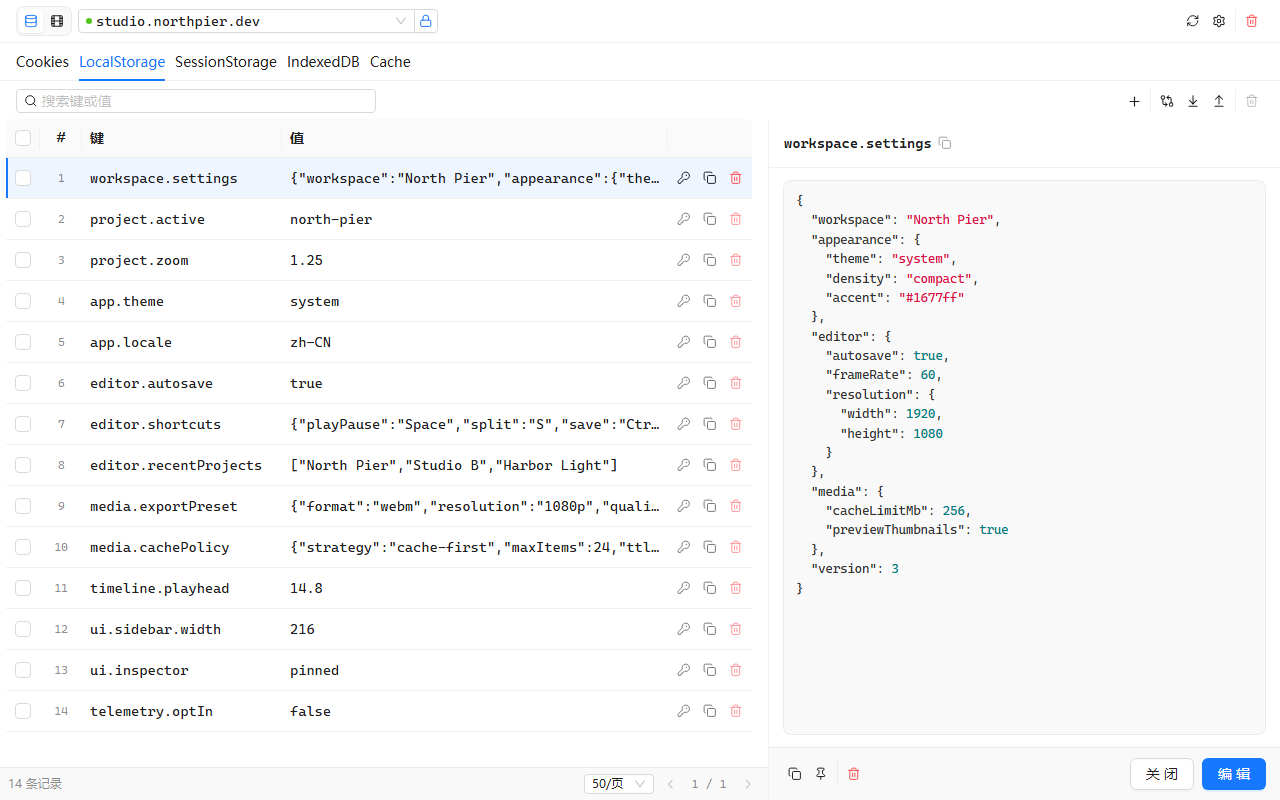 studio.northpier.dev
Cookies LocalStorage SessionStorage IndexedDB Cache
搜索键或值
# 键 值
1 workspace.settings {"workspace":"North Pier","appearance":{"the…
2 project.active north-pier
3 project.zoom 1.25
4 app.theme system
5 app.locale zh-CN
6 editor.autosave true
7 editor.shortcuts {"playPause":"Space","split":"S","save":"Ctr…
8 editor.recentProjects ["North Pier","Studio B","Harbor Light"]
9 media.exportPreset {"format":"webm","resolution":"1080p","quali…
10 media.cachePolicy {"strategy":"cache-first","maxItems":24,"ttl…
11 timeline.playhead 14.8
12 ui.sidebar.width 216
13 ui.inspector pinned
14 telemetry.optIn false
14 条记录 50/页 1 / 1
workspace.settings
{
  "workspace": "North Pier",
  "appearance": {
    "theme": "system",
    "density": "compact",
    "accent": "#1677ff"
  },
  "editor": {
    "autosave": true,
    "frameRate": 60,
    "resolution": {
      "width": 1920,
      "height": 1080
    }
  },
  "media": {
    "cacheLimitMb": 256,
    "previewThumbnails": true
  },
  "version": 3
}
关 闭 编 辑